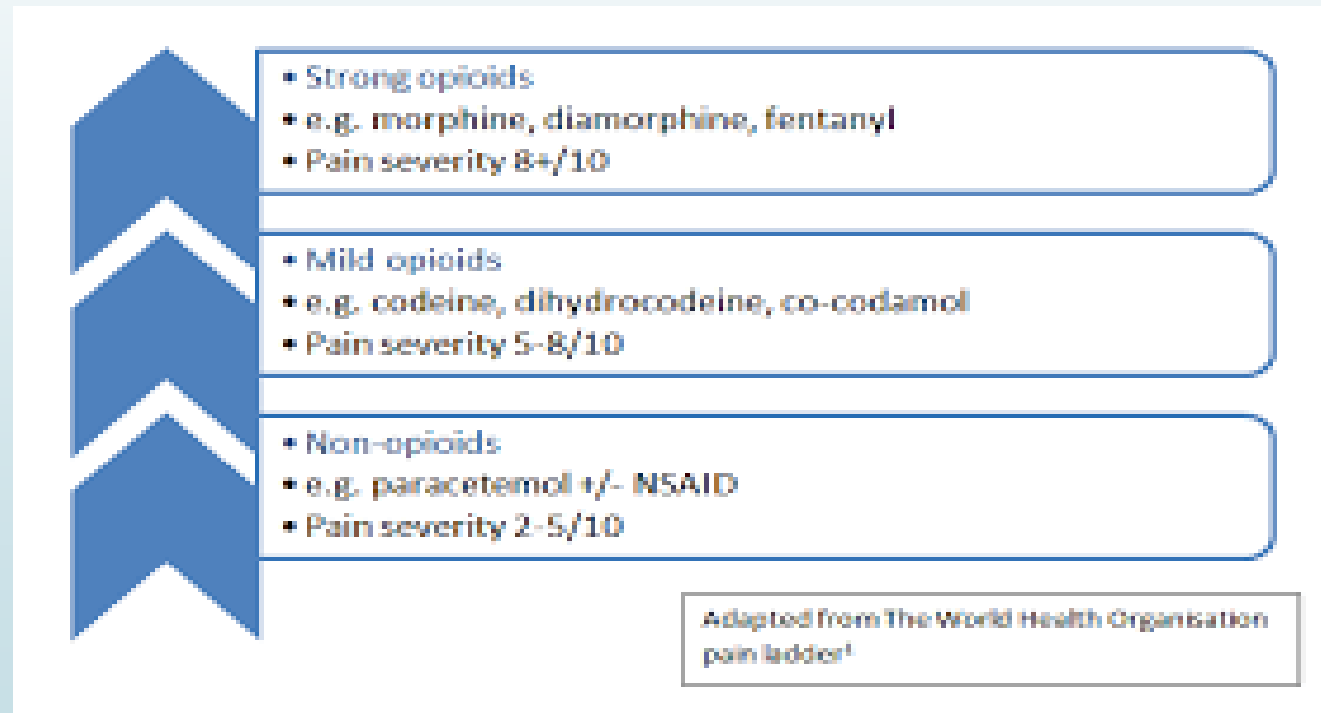 • Strong opioids
• e.g. morphine, diamorphine, fentanyl
• Pain severity 8+/10
• Mild opioids
• e.g. codeine, dihydrocodeine, co-codamol
• Pain severity 5-8/10
• Non-opioids
• e.g. paracetemol +/- NSAID
• Pain severity 2-5/10
Adapted from The World Health Organisation
pain ladder¹